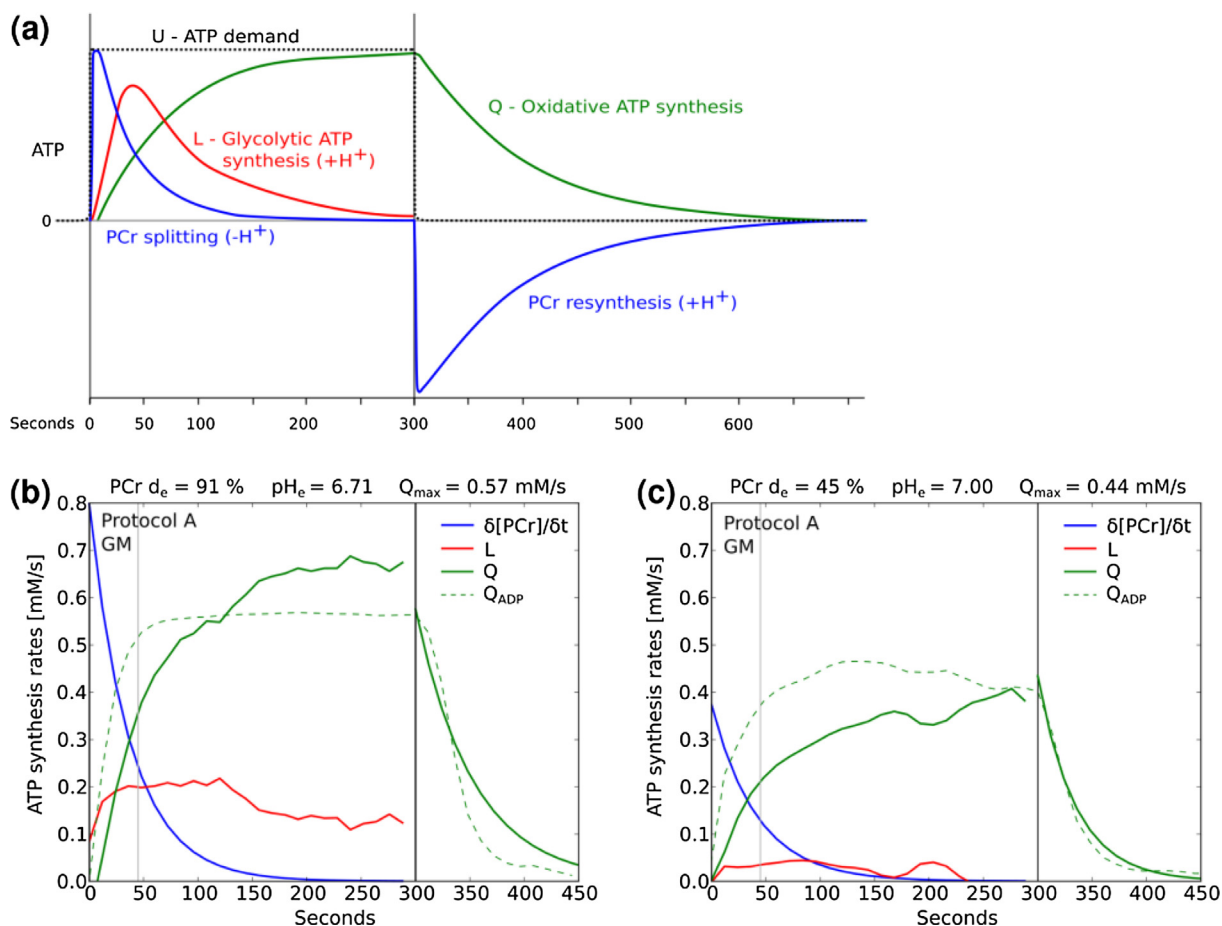 (a)
U - ATP demand
Q - Oxidative ATP synthesis
L - Glycolytic ATP
synthesis (+H⁺)
ATP
0
PCr splitting (-H⁺)
PCr resynthesis (+H⁺)
Seconds 0 50 100 300 400 500 600
(b)
PCr dₑ = 91 % pHₑ = 6.71 Qₘₐₓ = 0.57 mM/s
Protocol A
GM
δ[PCr]/δt
L
Q
Q_ADP
ATP synthesis rates [mM/s]
0.8
0.7
0.6
0.5
0.4
0.3
0.2
0.1
0.0
0 50 100 150 200 250 300 350 400 450
Seconds
(c)
PCr dₑ = 45 % pHₑ = 7.00 Qₘₐₓ = 0.44 mM/s
Protocol A
GM
δ[PCr]/δt
L
Q
Q_ADP
ATP synthesis rates [mM/s]
0.8
0.7
0.6
0.5
0.4
0.3
0.2
0.1
0.0
0 50 100 150 200 250 300 350 400 450
Seconds